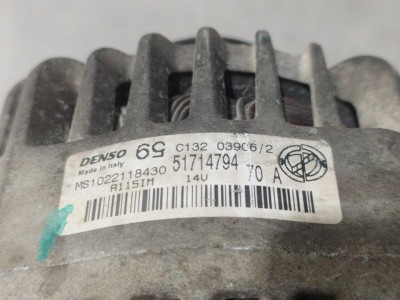 DENSO 59 C132 03906/2
Made in Italy 51714794 70 A
MS1022118430 14V
A115IM